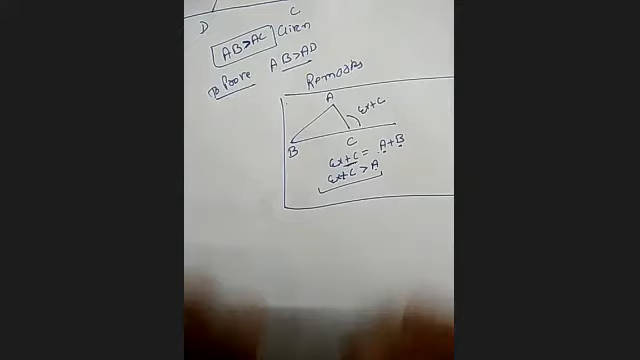 D C
AB>AC Given
To Prove AB>AD
Remarks
A
ext C
B C
ext C = A+B
ext C > A